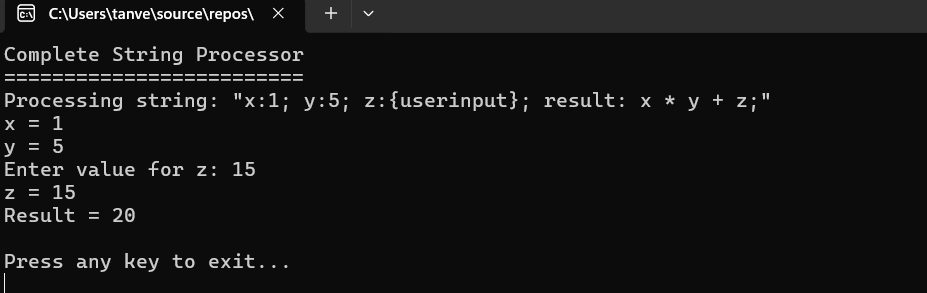 C:\Users\tanve\source\repos\
Complete String Processor
=========================
Processing string: "x:1; y:5; z:{userinput}; result: x * y + z;"
x = 1
y = 5
Enter value for z: 15
z = 15
Result = 20
Press any key to exit...